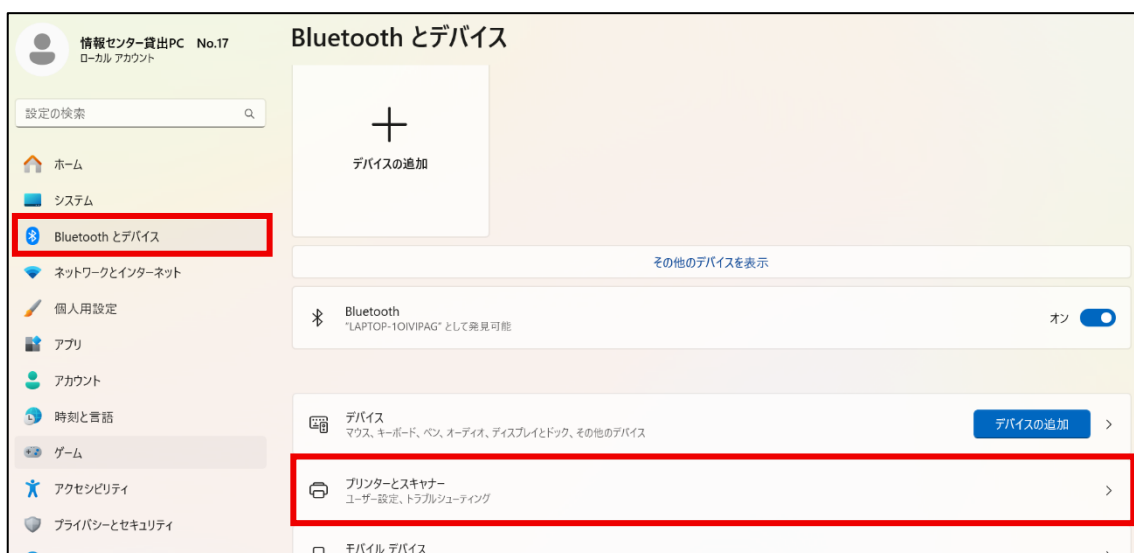 情報センター貸出PC No.17
ローカル アカウント
設定の検索
ホーム
システム
Bluetooth とデバイス
ネットワークとインターネット
個人用設定
アプリ
アカウント
時刻と言語
ゲーム
アクセシビリティ
プライバシーとセキュリティ
Bluetooth とデバイス
デバイスの追加
その他のデバイスを表示
Bluetooth
"LAPTOP-1OIVIPAG" として発見可能
オン
デバイス
マウス、キーボード、ペン、オーディオ、ディスプレイとドック、その他のデバイス
デバイスの追加
プリンターとスキャナー
ユーザー設定、トラブルシューティング
モバイル デバイス